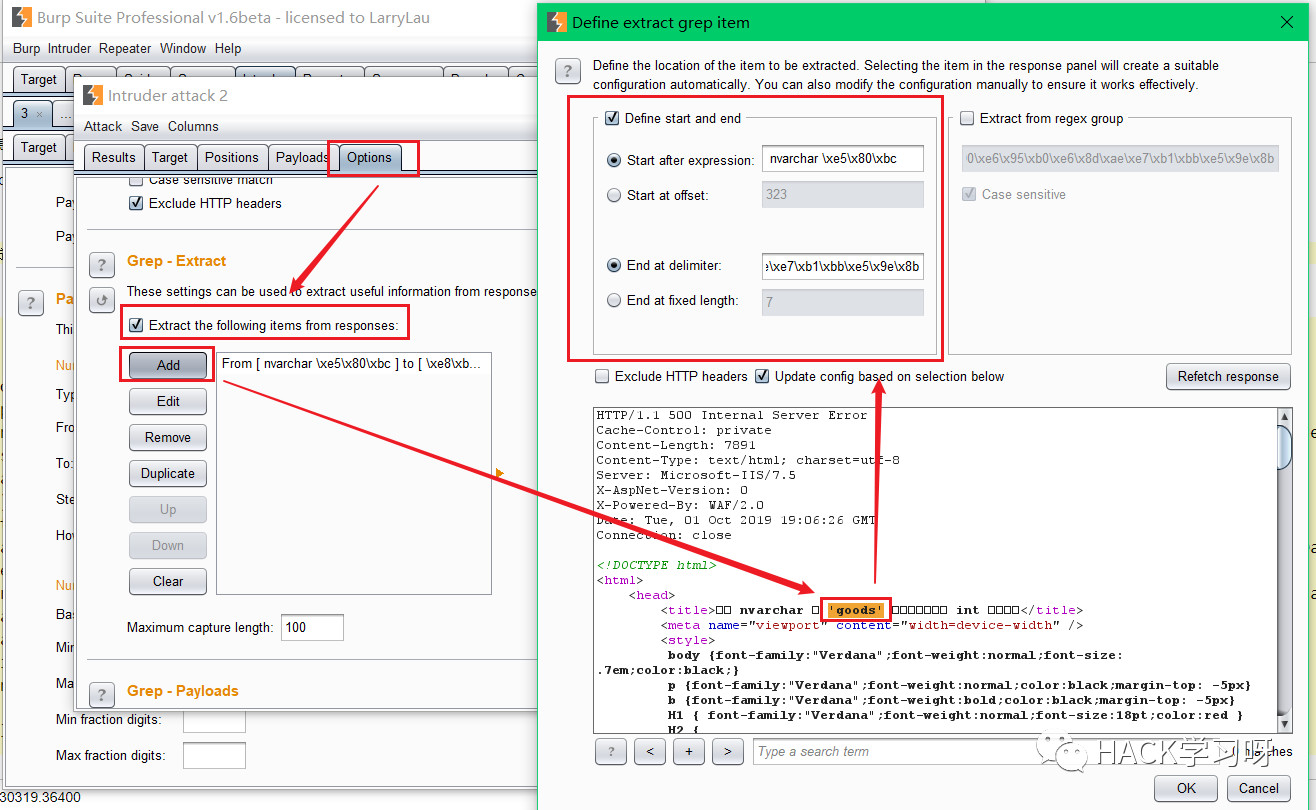 Burp Suite Professional v1.6beta - licensed to LarryLau
Burp Intruder Repeater Window Help
Target
3 × ...
Target
Intruder attack 2
Attack Save Columns
Results Target Positions Payloads Options
Case sensitive match
Exclude HTTP headers
? Grep - Extract
These settings can be used to extract useful information from response
Extract the following items from responses:
Add
From [ nvarchar \xe5\x80\xbc ] to [ \xe8\xb...
Edit
Remove
Duplicate
Up
Down
Clear
Maximum capture length: 100
? Grep - Payloads
Min fraction digits:
Max fraction digits:
30319.36400
Define extract grep item
? Define the location of the item to be extracted. Selecting the item in the response panel will create a suitable
configuration automatically. You can also modify the configuration manually to ensure it works effectively.
Define start and end
Start after expression: nvarchar \xe5\x80\xbc
Start at offset: 323
End at delimiter: \xe7\xb1\xbb\xe5\x9e\x8b
End at fixed length: 7
Extract from regex group
0\xe6\x95\xb0\xe6\x8d\xae\xe7\xb1\xbb\xe5\x9e\x8b
Case sensitive
Exclude HTTP headers Update config based on selection below
Refetch response
HTTP/1.1 500 Internal Server Error
Cache-Control: private
Content-Length: 7891
Content-Type: text/html; charset=utf-8
Server: Microsoft-IIS/7.5
X-AspNet-Version: 0
X-Powered-By: WAF/2.0
Date: Tue, 01 Oct 2019 19:06:26 GMT
Connection: close
<!DOCTYPE html>
<html>
<head>
<title>□□ nvarchar □ 'goods' □□□□□□□ int □□□□</title>
<meta name="viewport" content="width=device-width" />
<style>
body {font-family:"Verdana";font-weight:normal;font-size:
.7em;color:black;}
p {font-family:"Verdana";font-weight:normal;color:black;margin-top: -5px}
b {font-family:"Verdana";font-weight:bold;color:black;margin-top: -5px}
H1 { font-family:"Verdana";font-weight:normal;font-size:18pt;color:red }
H2 {
? < + > Type a search term
HACK学习呀
OK Cancel